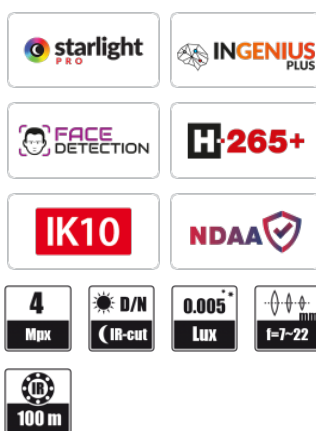 starlight
PRO
INGENIUS
PLUS
FACE
DETECTION
H.265+
IK10
NDAA
4
Mpx
D/N
IR-cut
0.005**
Lux
mm
f=7~22
IR
100 m